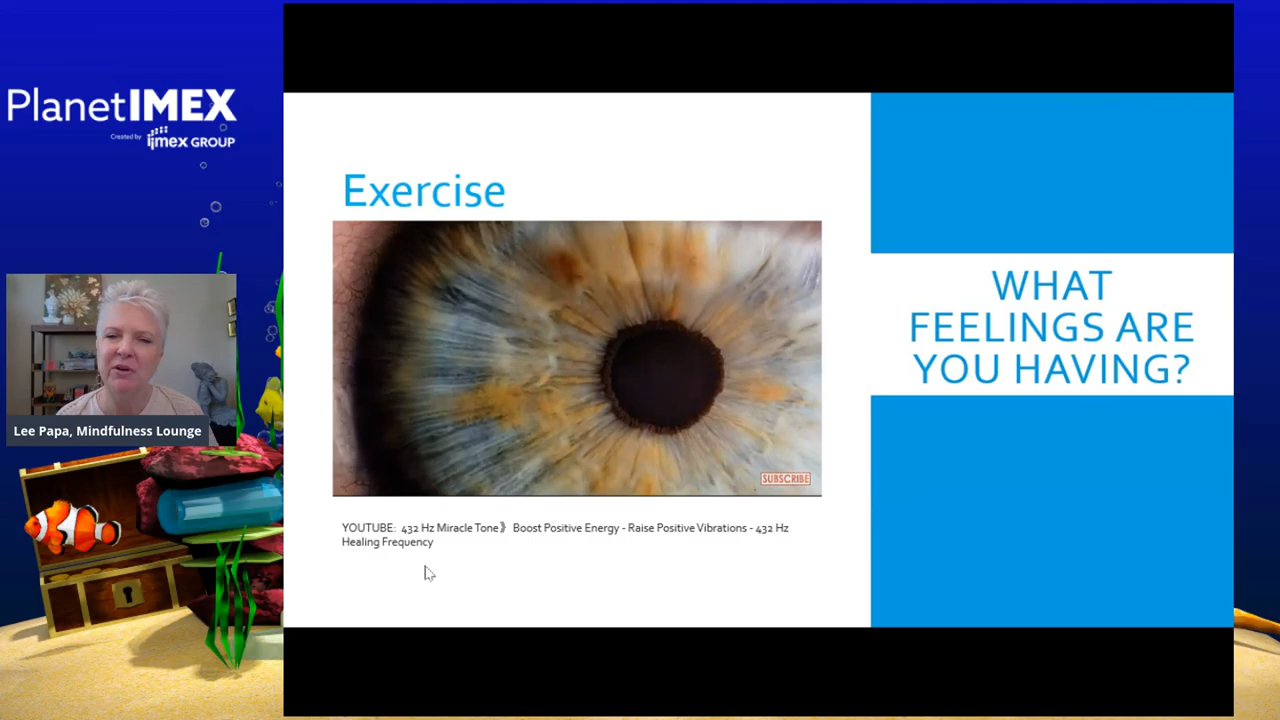 PlanetIMEX
Created by imex GROUP
Exercise
SUBSCRIBE
YOUTUBE: 432 Hz Miracle Tone》 Boost Positive Energy - Raise Positive Vibrations - 432 Hz
Healing Frequency
WHAT
FEELINGS ARE
YOU HAVING?
Lee Papa, Mindfulness Lounge